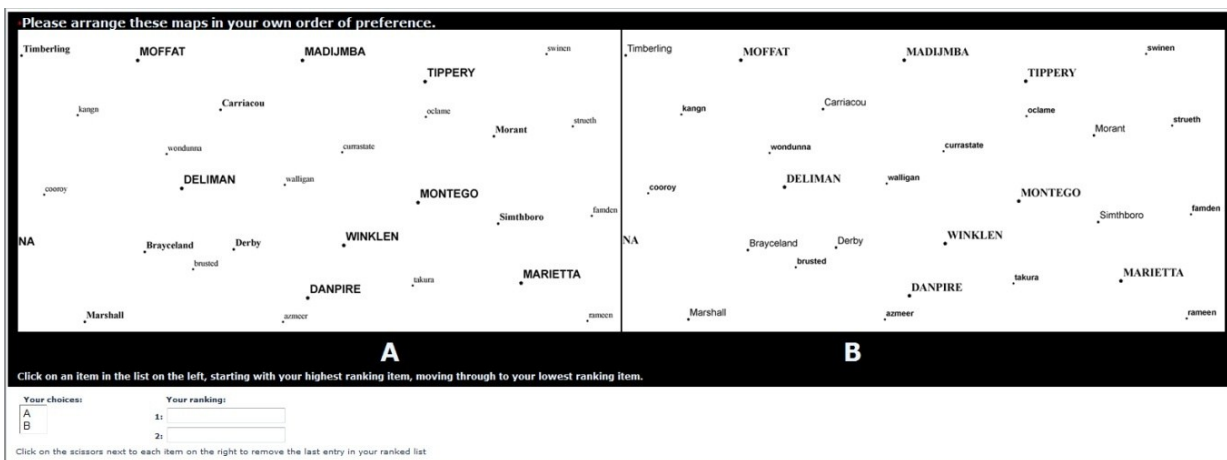 *Please arrange these maps in your own order of preference.
Timberling MOFFAT MADIJMBA swinen
TIPPERY
kangn Carriacou oclame
strueth
Morant
wondunna currastate
cooroy DELIMAN walligan
MONTEGO
Simthboro famden
NA Brayceland Derby WINKLEN
brusted
DANPIRE takura MARIETTA
Marshall azmeer rameen
Timberling MOFFAT MADIJMBA swinen
TIPPERY
kangn Carriacou oclame
strueth
Morant
wondunna currastate
cooroy DELIMAN walligan
MONTEGO
Simthboro famden
NA Brayceland Derby WINKLEN
brusted
DANPIRE takura MARIETTA
Marshall azmeer rameen
A B
Click on an item in the list on the left, starting with your highest ranking item, moving through to your lowest ranking item.
Your choices: Your ranking:
A
B
1:
2:
Click on the scissors next to each item on the right to remove the last entry in your ranked list